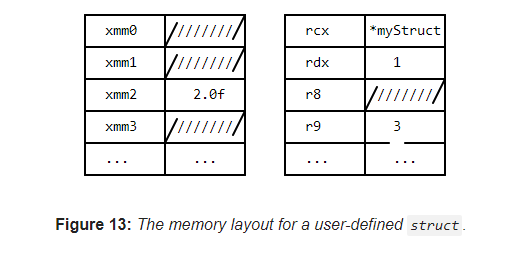 xmm0 ////////
xmm1 ////////
xmm2 2.0f
xmm3 ////////
... ...
rcx *myStruct
rdx 1
r8 ////////
r9 3
... ...
Figure 13: The memory layout for a user-defined struct.